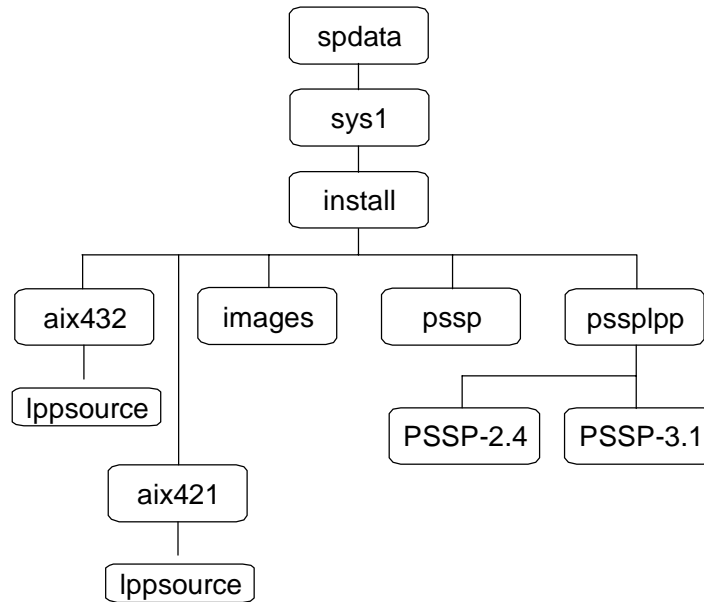 spdata
sys1
install
aix432
images
pssp
pssplpp
lppsource
PSSP-2.4
PSSP-3.1
aix421
lppsource